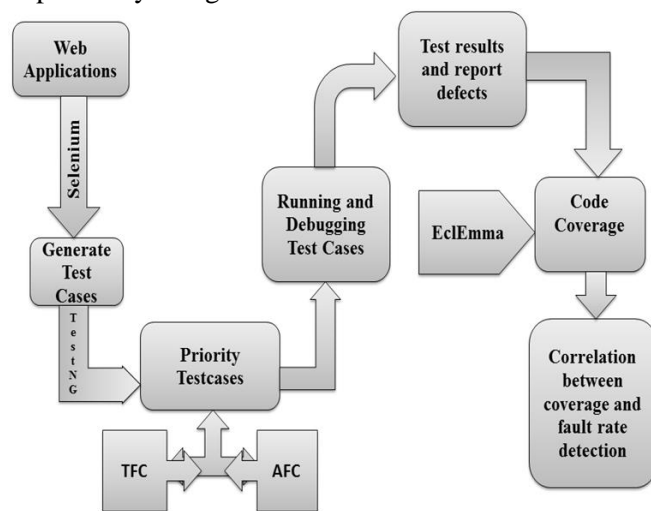 Web
Applications
Selenium
Generate
Test
Cases
TestNG
Priority
Testcases
TFC
AFC
Running and
Debugging
Test Cases
Test results
and report
defects
EclEmma
Code
Coverage
Correlation
between
coverage and
fault rate
detection